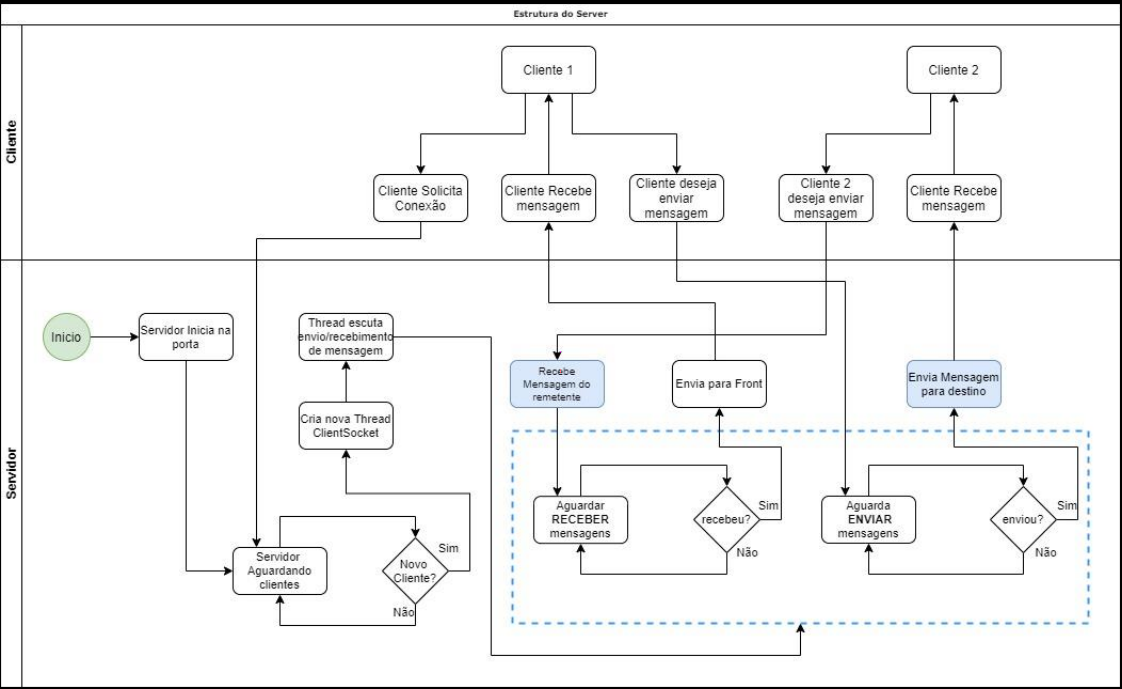 Estrutura do Server
Cliente
Cliente 1
Cliente 2
Cliente Solicita
Conexão
Cliente Recebe
mensagem
Cliente deseja
enviar
mensagem
Cliente 2
deseja enviar
mensagem
Cliente Recebe
mensagem
Servidor
Inicio
Servidor Inicia na
porta
Thread escuta
envio/recebimento
de mensagem
Cria nova Thread
ClientSocket
Servidor
Aguardando
clientes
Novo
Cliente?
Sim
Não
Recebe
Mensagem do
remetente
Envia para Front
Envia Mensagem
para destino
Aguardar
RECEBER
mensagens
recebeu?
Sim
Não
Aguarda
ENVIAR
mensagens
enviou?
Sim
Não